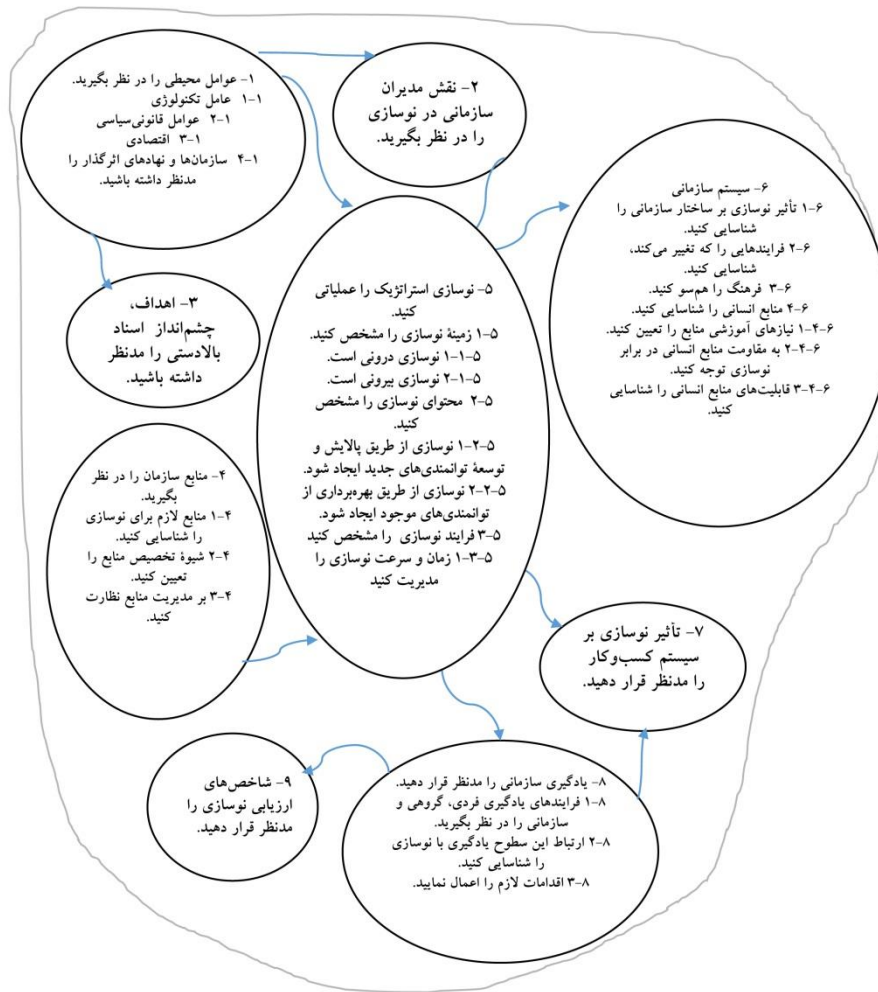 ۱- عوامل محیطی را در نظر بگیرید.
۱-۱ عامل تکنولوژی
۲-۱ عوامل قانونی‌سیاسی
۳-۱ اقتصادی
۴-۱ سازمان‌ها و نهادهای اثرگذار را
مدنظر داشته باشید.
۲- نقش مدیران
سازمانی در نوسازی
را در نظر بگیرید.
۳- اهداف،
چشم‌انداز اسناد
بالادستی را مدنظر
داشته باشید.
۴- منابع سازمان را در نظر
بگیرید.
۱-۴ منابع لازم برای نوسازی
را شناسایی کنید.
۲-۴ شیوۀ تخصیص منابع را
تعیین کنید.
۳-۴ بر مدیریت منابع نظارت
کنید
۵- نوسازی استراتژیک را عملیاتی
کنید.
۱-۵ زمینۀ نوسازی را مشخص کنید.
۱-۱-۵ نوسازی درونی است.
۲-۱-۵ نوسازی بیرونی است.
۲-۵ محتوای نوسازی را مشخص
کنید.
۱-۲-۵ نوسازی از طریق پالایش و
توسعۀ توانمندی‌های جدید ایجاد شود.
۲-۲-۵ نوسازی از طریق بهره‌برداری از
توانمندی‌های موجود ایجاد شود.
۳-۵ فرایند نوسازی را مشخص کنید
۱-۳-۵ زمان و سرعت نوسازی را
مدیریت کنید
۶- سیستم سازمانی
۱-۶ تأثیر نوسازی بر ساختار سازمانی را
شناسایی کنید.
۲-۶ فرایندهایی را که تغییر می‌کند،
شناسایی کنید.
۳-۶ فرهنگ را هم‌سو کنید.
۴-۶ منابع انسانی را شناسایی کنید.
۱-۴-۶ نیازهای آموزشی منابع را تعیین کنید.
۲-۴-۶ به مقاومت منابع انسانی در برابر
نوسازی توجه کنید.
۳-۴-۶ قابلیت‌های منابع انسانی را شناسایی
کنید
۷- تأثیر نوسازی بر
سیستم کسب‌وکار
را مدنظر قرار دهید.
۸- یادگیری سازمانی را مدنظر قرار دهید.
۱-۸ فرایندهای یادگیری فردی، گروهی و
سازمانی را در نظر بگیرید.
۲-۸ ارتباط این سطوح یادگیری با نوسازی
را شناسایی کنید.
۳-۸ اقدامات لازم را اعمال نمایید.
۹- شاخص‌های
ارزیابی نوسازی را
مدنظر قرار دهید.